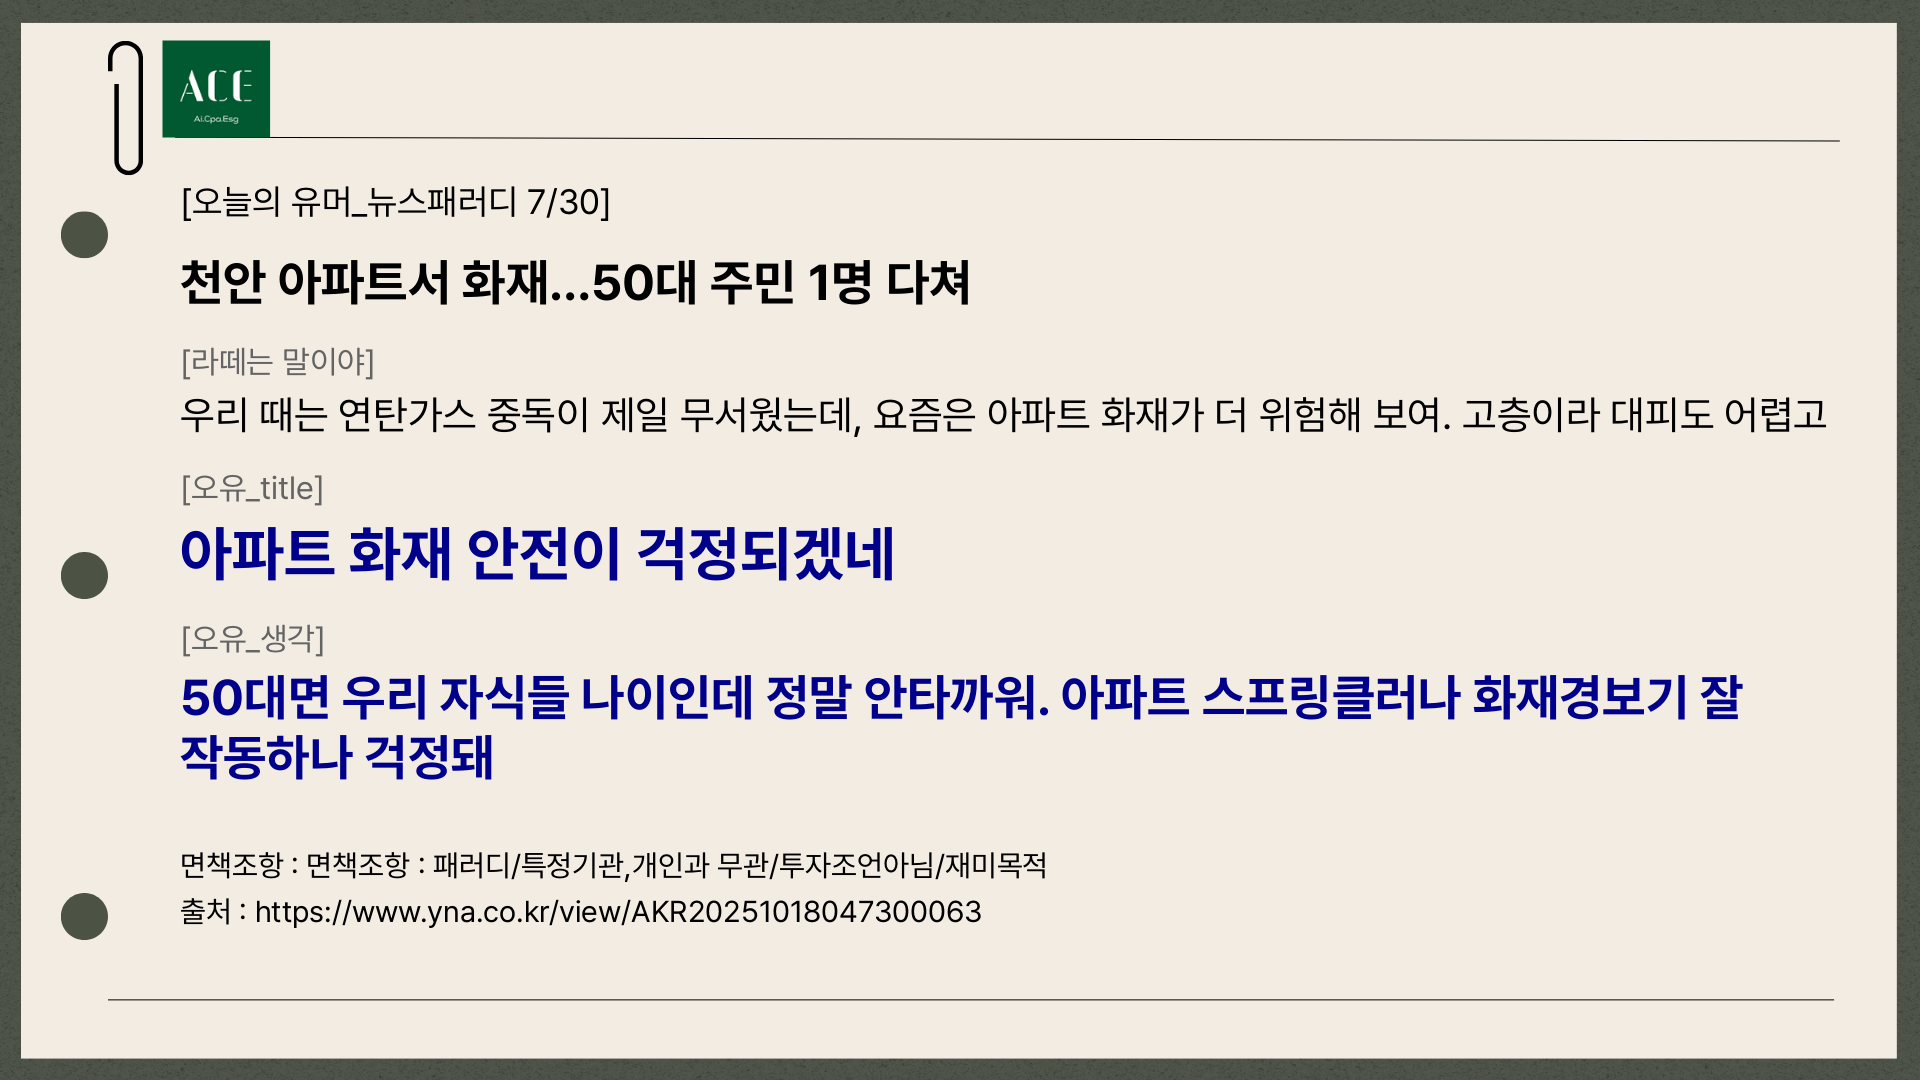 ACE
Ai.Cpa.Esg
[오늘의 유머_뉴스패러디 7/30]
천안 아파트서 화재...50대 주민 1명 다쳐
[라떼는 말이야]
우리 때는 연탄가스 중독이 제일 무서웠는데, 요즘은 아파트 화재가 더 위험해 보여. 고층이라 대피도 어렵고
[오유_title]
아파트 화재 안전이 걱정되겠네
[오유_생각]
50대면 우리 자식들 나이인데 정말 안타까워. 아파트 스프링클러나 화재경보기 잘
작동하나 걱정돼
면책조항 : 면책조항 : 패러디/특정기관,개인과 무관/투자조언아님/재미목적
출처 : https://www.yna.co.kr/view/AKR20251018047300063